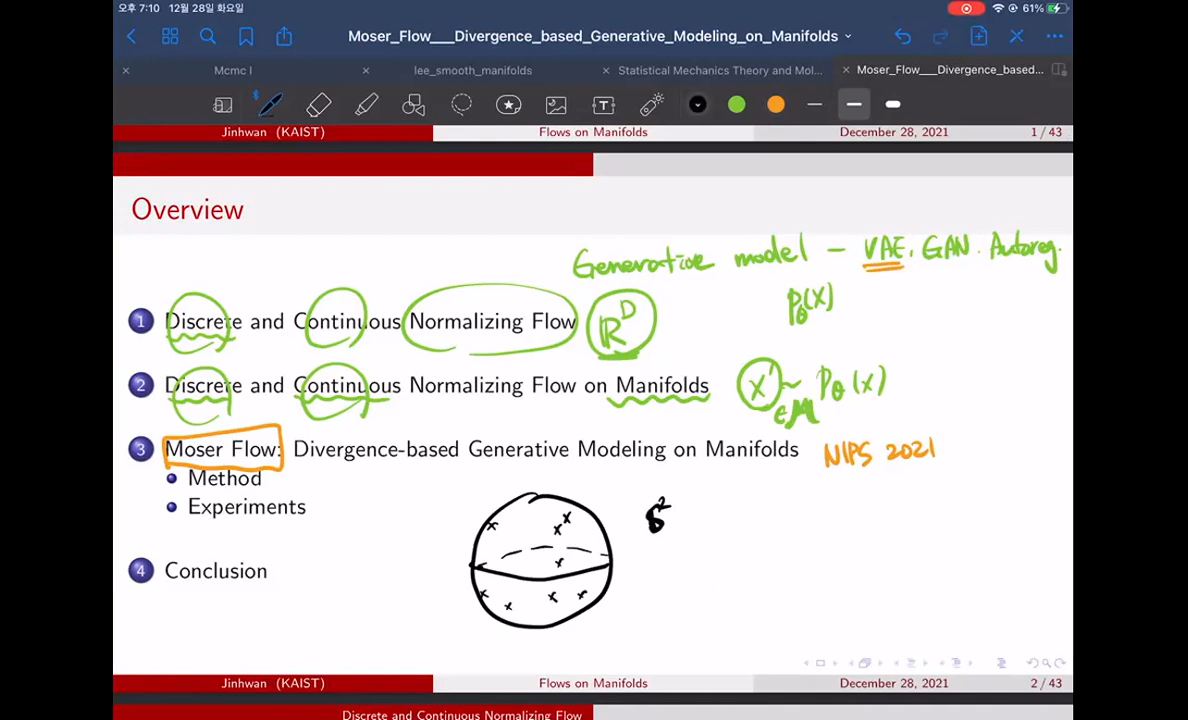 오후 7:10 12월 28일 화요일
61%
Moser_Flow___Divergence_based_Generative_Modeling_on_Manifolds
Mcmc I
lee_smooth_manifolds
Statistical Mechanics Theory and Mol...
Moser_Flow___Divergence_based...
Jinhwan (KAIST) Flows on Manifolds December 28, 2021 1 / 43
Overview
Generative model – VAE, GAN. Autoreg.
pθ(x)
1 Discrete and Continuous Normalizing Flow ℝᴰ
2 Discrete and Continuous Normalizing Flow on Manifolds x' ~ pθ(x)
∈M
3 Moser Flow: Divergence-based Generative Modeling on Manifolds NIPS 2021
Method
Experiments
S²
4 Conclusion
Jinhwan (KAIST) Flows on Manifolds December 28, 2021 2 / 43
Discrete and Continuous Normalizing Flow